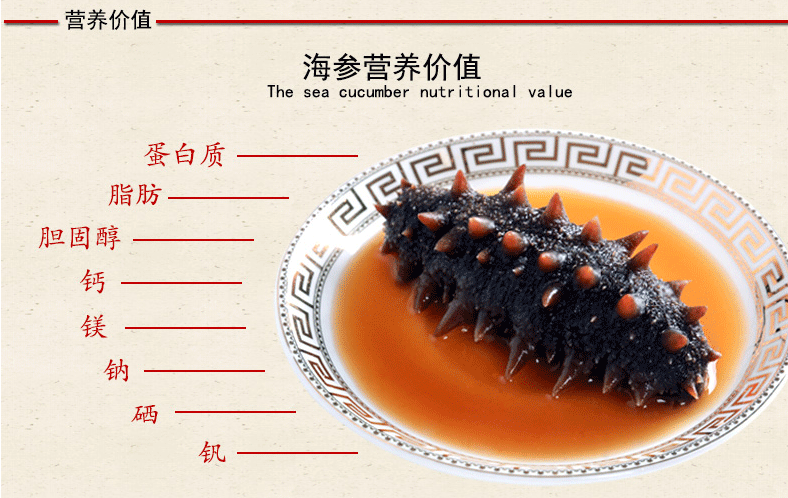 营养价值
海参营养价值
The sea cucumber nutritional value
蛋白质
脂肪
胆固醇
钙
镁
钠
硒
钒